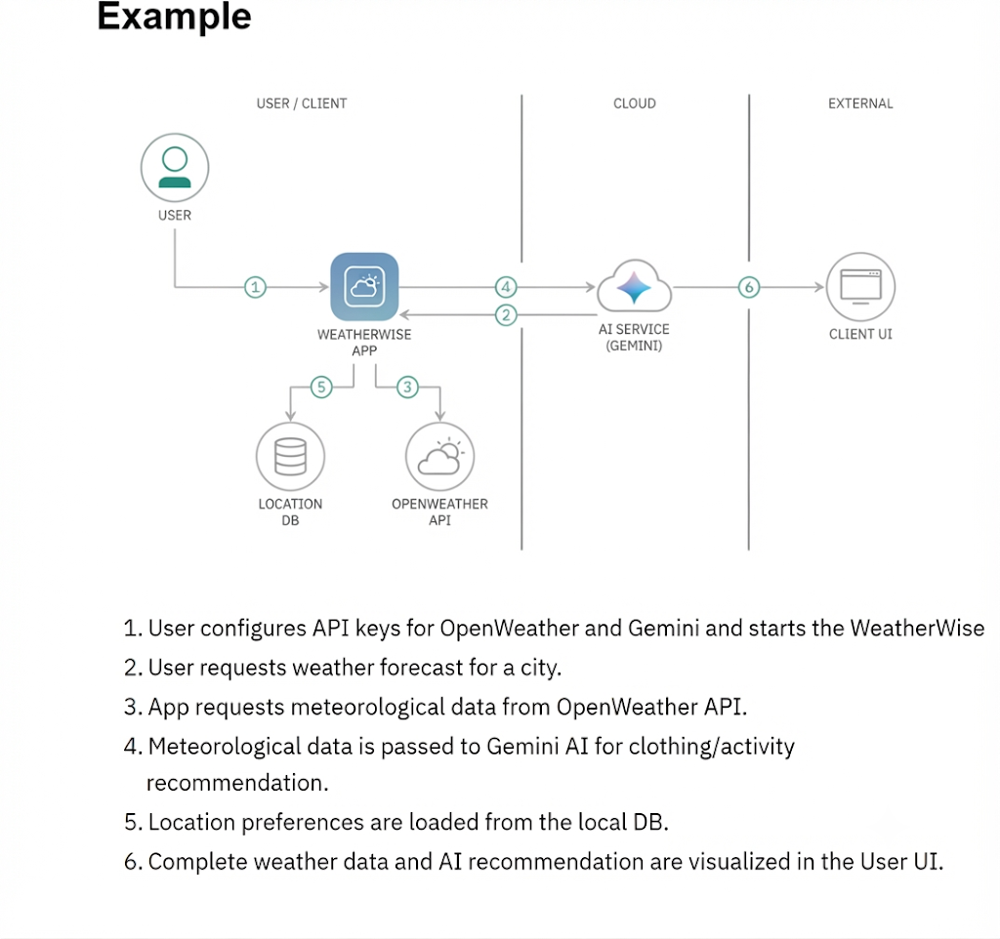 Example
USER / CLIENT
CLOUD
EXTERNAL
USER
1
4
6
2
WEATHERWISE
APP
AI SERVICE
(GEMINI)
CLIENT UI
5
3
LOCATION
DB
OPENWEATHER
API
1. User configures API keys for OpenWeather and Gemini and starts the WeatherWise
2. User requests weather forecast for a city.
3. App requests meteorological data from OpenWeather API.
4. Meteorological data is passed to Gemini AI for clothing/activity
recommendation.
5. Location preferences are loaded from the local DB.
6. Complete weather data and AI recommendation are visualized in the User UI.